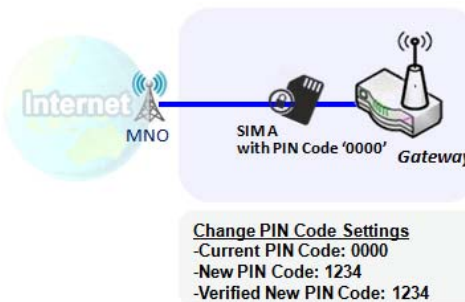 Internet
MNO
SIM A
with PIN Code '0000'
Gateway
Change PIN Code Settings
-Current PIN Code: 0000
-New PIN Code: 1234
-Verified New PIN Code: 1234